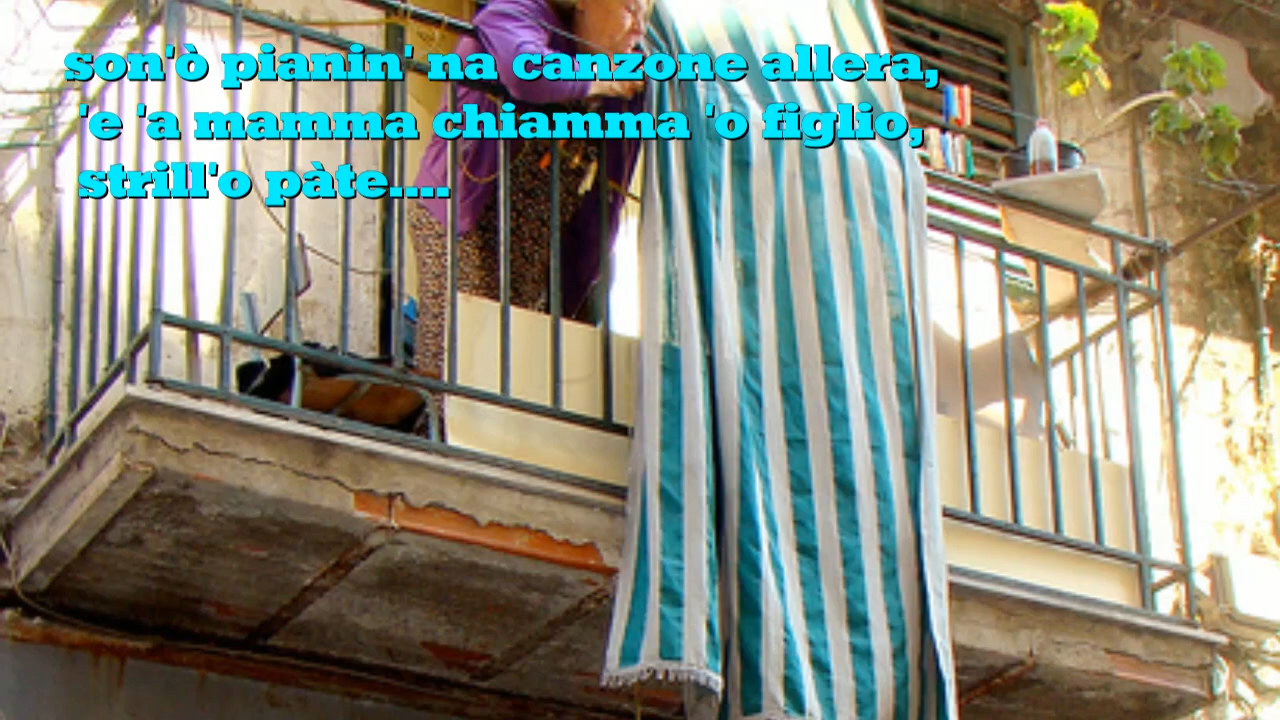 son'ò pianin' na canzone allera,
'e 'a mamma chiamma 'o figlio,
strill'o pàte....